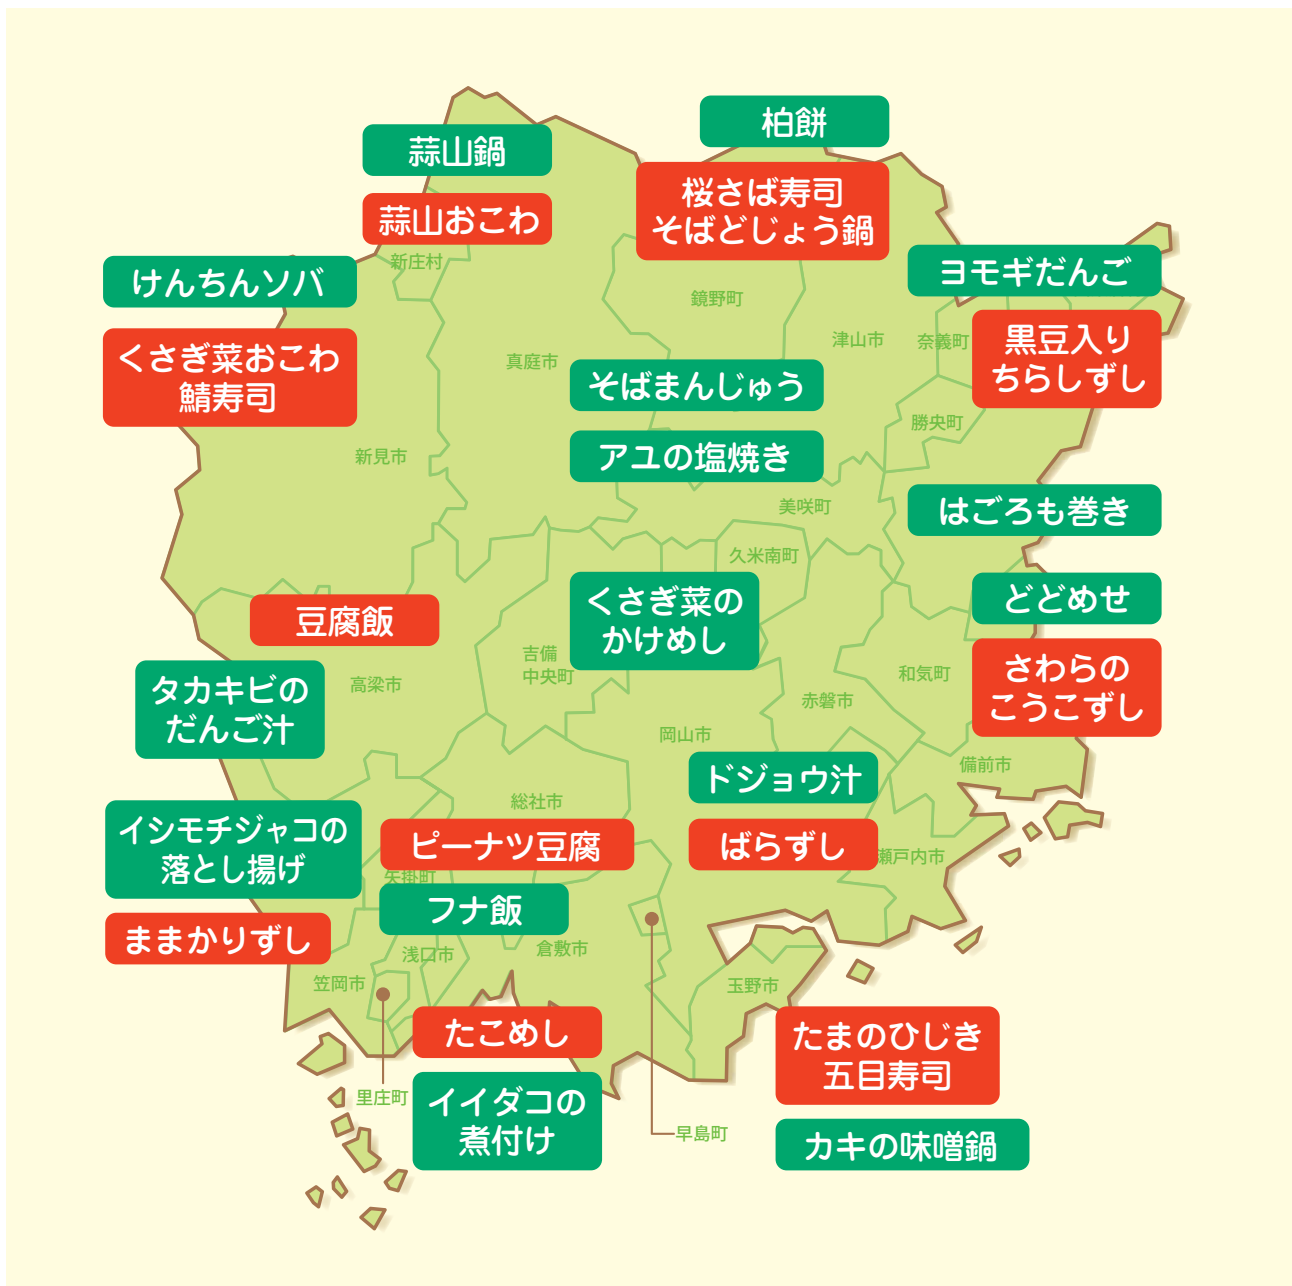 柏餅
蒜山鍋
桜さば寿司
そばどじょう鍋
蒜山おこわ
新庄村
けんちんソバ
ヨモギだんご
鏡野町
津山市
奈義町
黒豆入り
ちらしずし
くさぎ菜おこわ
鯖寿司
真庭市
そばまんじゅう
勝央町
新見市
アユの塩焼き
美咲町
はごろも巻き
久米南町
くさぎ菜の
かけめし
どどめせ
豆腐飯
吉備
中央町
さわらの
こうこずし
和気町
高梁市
タカキビの
だんご汁
赤磐市
岡山市
備前市
ドジョウ汁
総社市
イシモチジャコの
落とし揚げ
ピーナツ豆腐
ばらずし
瀬戸内市
矢掛町
フナ飯
ままかりずし
浅口市
倉敷市
笠岡市
玉野市
たこめし
たまのひじき
五目寿司
里庄町
イイダコの
煮付け
早島町
カキの味噌鍋